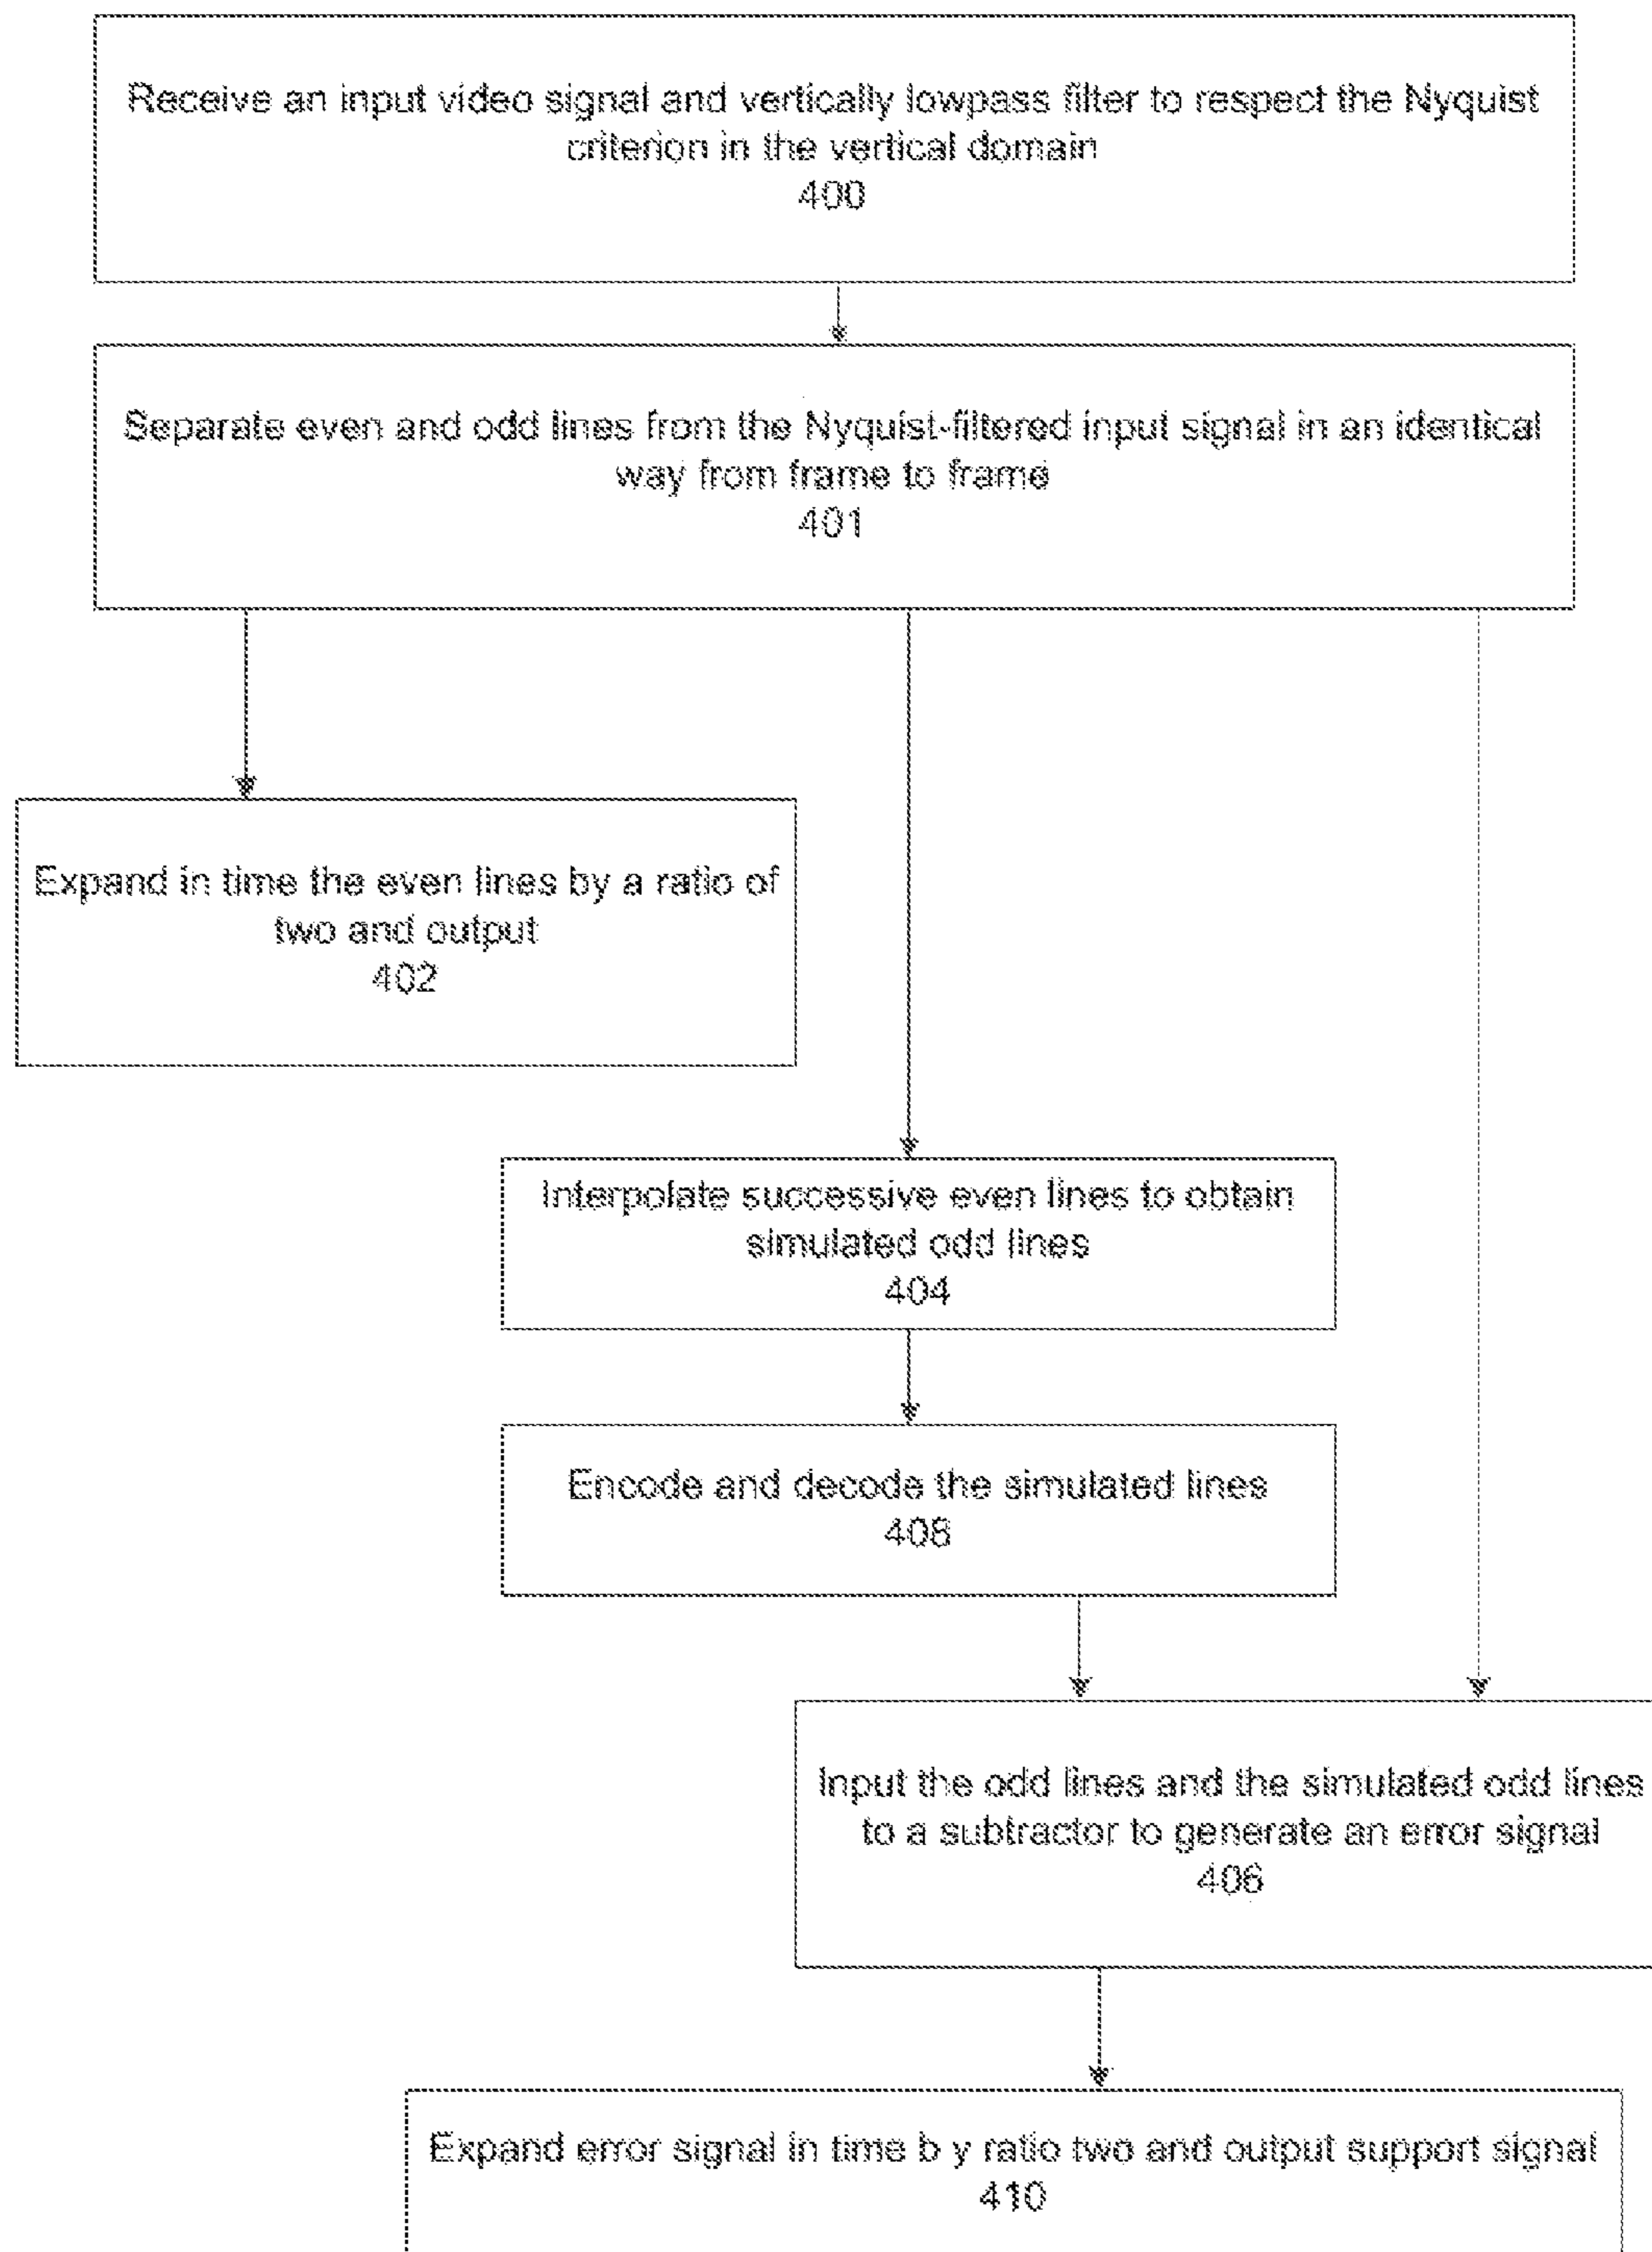 Receive an input video signal and vertically lowpass filter to respect the Nyquist
criterion in the vertical domain
400
Separate even and odd lines from the Nyquist-filtered input signal in an identical
way from frame to frame
401
Expand in time the even lines by a ratio of
two and output
402
Interpolate successive even lines to obtain
simulated odd lines
404
Encode and decode the simulated lines
408
Input the odd lines and the simulated odd lines
to a subtractor to generate an error signal
406
Expand error signal in time b y ratio two and output support signal
410